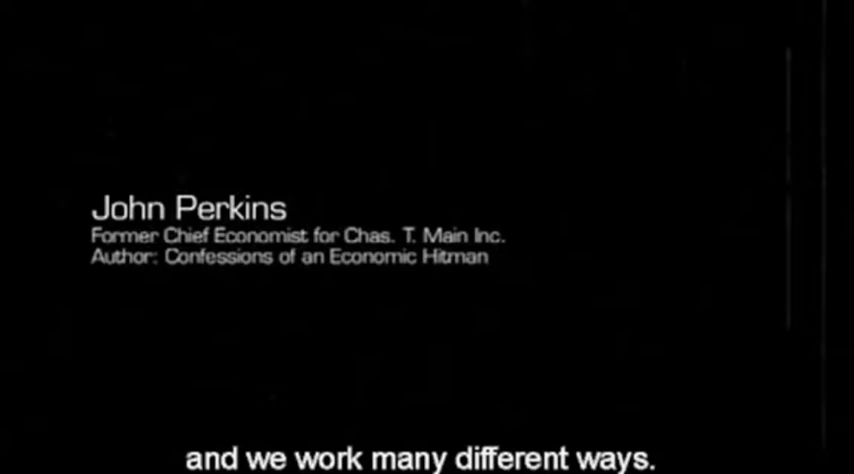 John Perkins
Former Chief Economist for Chas. T. Main Inc.
Author: Confessions of an Economic Hitman
and we work many different ways.